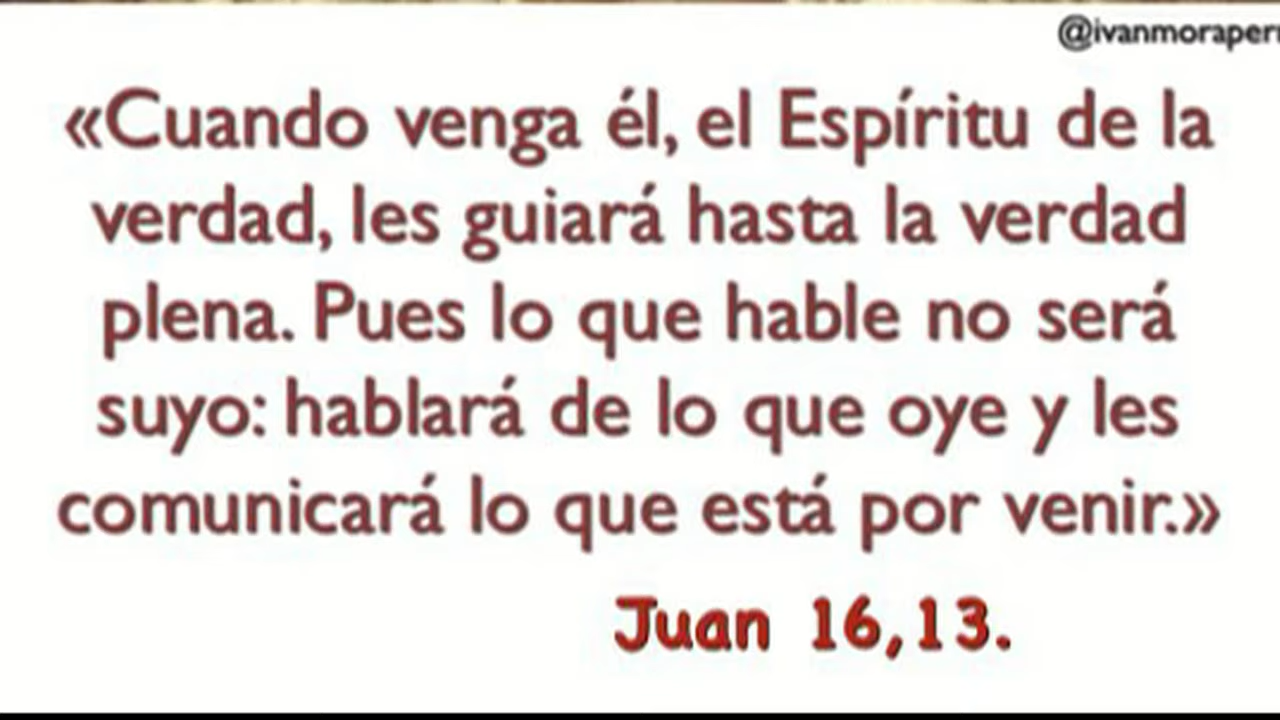 «Cuando venga él, el Espíritu de la
verdad, les guiará hasta la verdad
plena. Pues lo que hable no será
suyo: hablará de lo que oye y les
comunicará lo que está por venir.»
Juan 16,13.